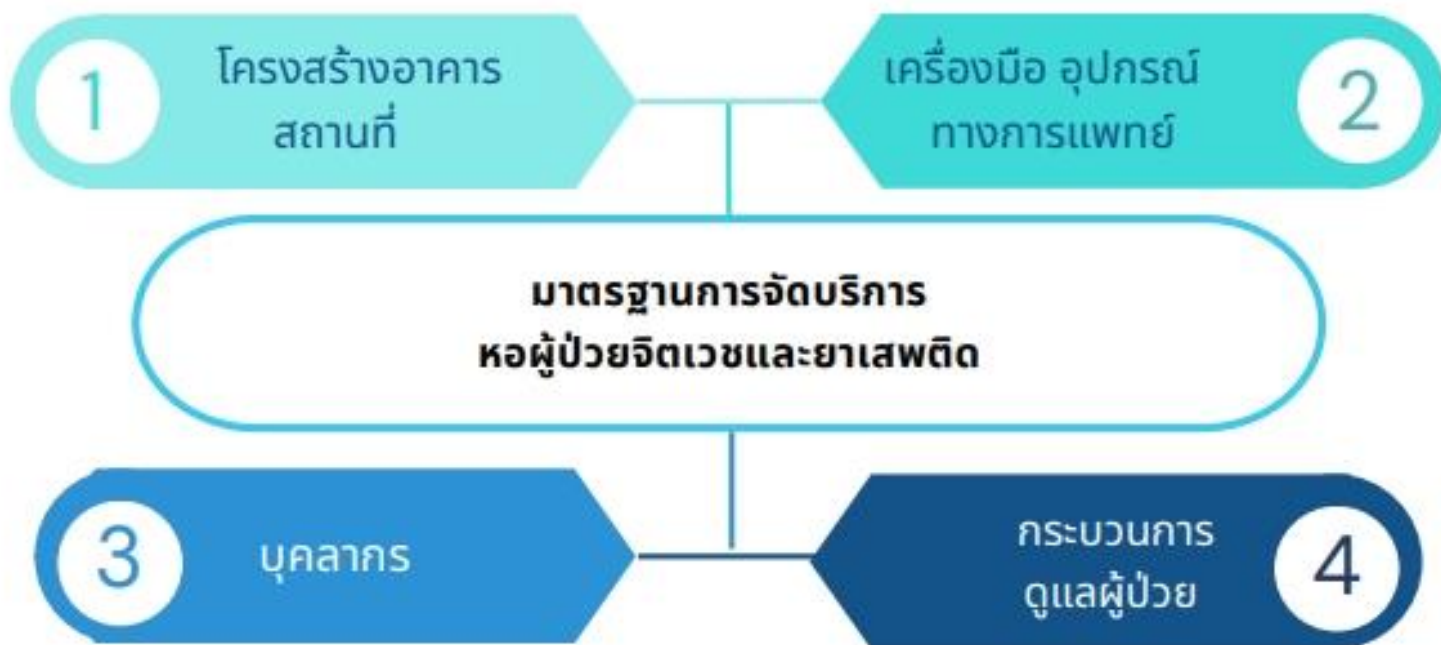 1
โครงสร้างอาคาร
สถานที่
เครื่องมือ อุปกรณ์
ทางการแพทย์
2
มาตรฐานการจัดบริการ
หอผู้ป่วยจิตเวชและยาเสพติด
3
บุคลากร
กระบวนการ
ดูแลผู้ป่วย
4